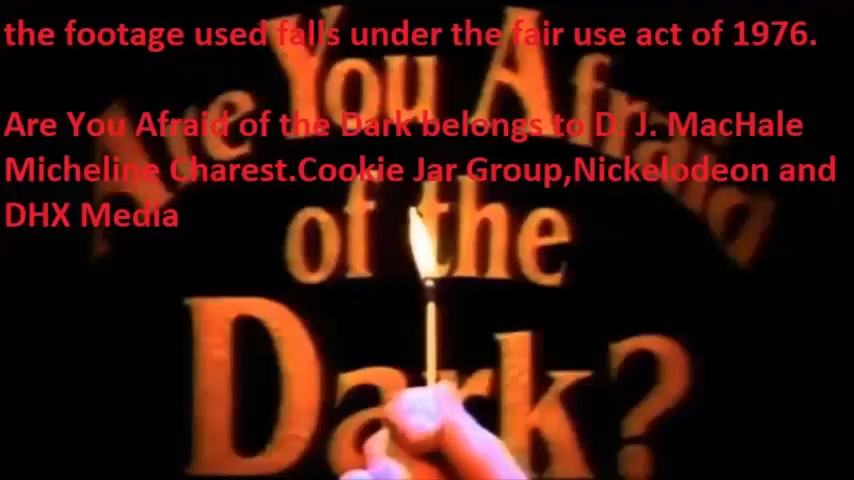 the footage used falls under the fair use act of 1976.
Are You Afraid of the Dark belongs to D. J. MacHale
Micheline Charest.Cookie Jar Group,Nickelodeon and
DHX Media
Are You Afraid
of the
Dark?